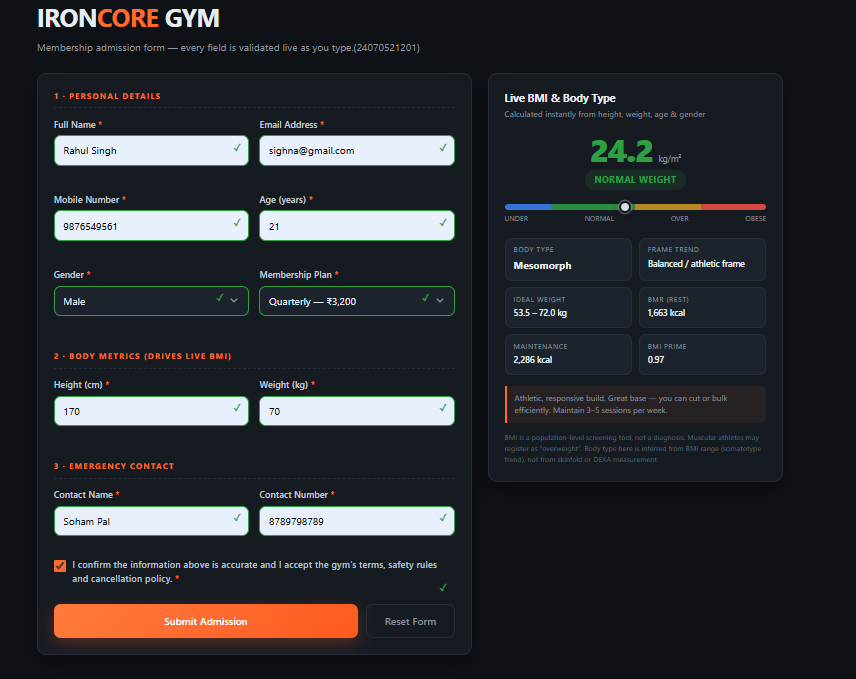 IRONCORE GYM
Membership admission form — every field is validated live as you type.(24070521201)
1 · PERSONAL DETAILS
Full Name *
Email Address *
Rahul Singh
sighna@gmail.com
Mobile Number *
Age (years) *
9876549561
21
Gender *
Membership Plan *
Male
Quarterly — ₹3,200
2 · BODY METRICS (DRIVES LIVE BMI)
Height (cm) *
Weight (kg) *
170
70
3 · EMERGENCY CONTACT
Contact Name *
Contact Number *
Soham Pal
8789798789
I confirm the information above is accurate and I accept the gym's terms, safety rules
and cancellation policy. *
Submit Admission
Reset Form
Live BMI & Body Type
Calculated instantly from height, weight, age & gender
24.2 kg/m²
NORMAL WEIGHT
UNDER
NORMAL
OVER
OBESE
BODY TYPE
Mesomorph
FRAME TREND
Balanced / athletic frame
IDEAL WEIGHT
53.5 – 72.0 kg
BMR (REST)
1,663 kcal
MAINTENANCE
2,286 kcal
BMI PRIME
0.97
Athletic, responsive build. Great base — you can cut or bulk
efficiently. Maintain 3–5 sessions per week.
BMI is a population-level screening tool, not a diagnosis. Muscular athletes may
register as "overweight". Body type here is inferred from BMI range (somatotype
trend), not from skinfold or DEXA measurement.